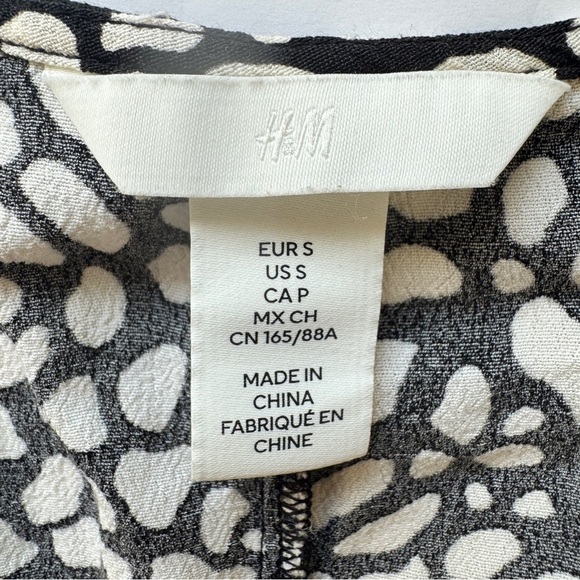 H&M
EUR S
US S
CA P
MX CH
CN 165/88A
MADE IN
CHINA
FABRIQUÉ EN
CHINE